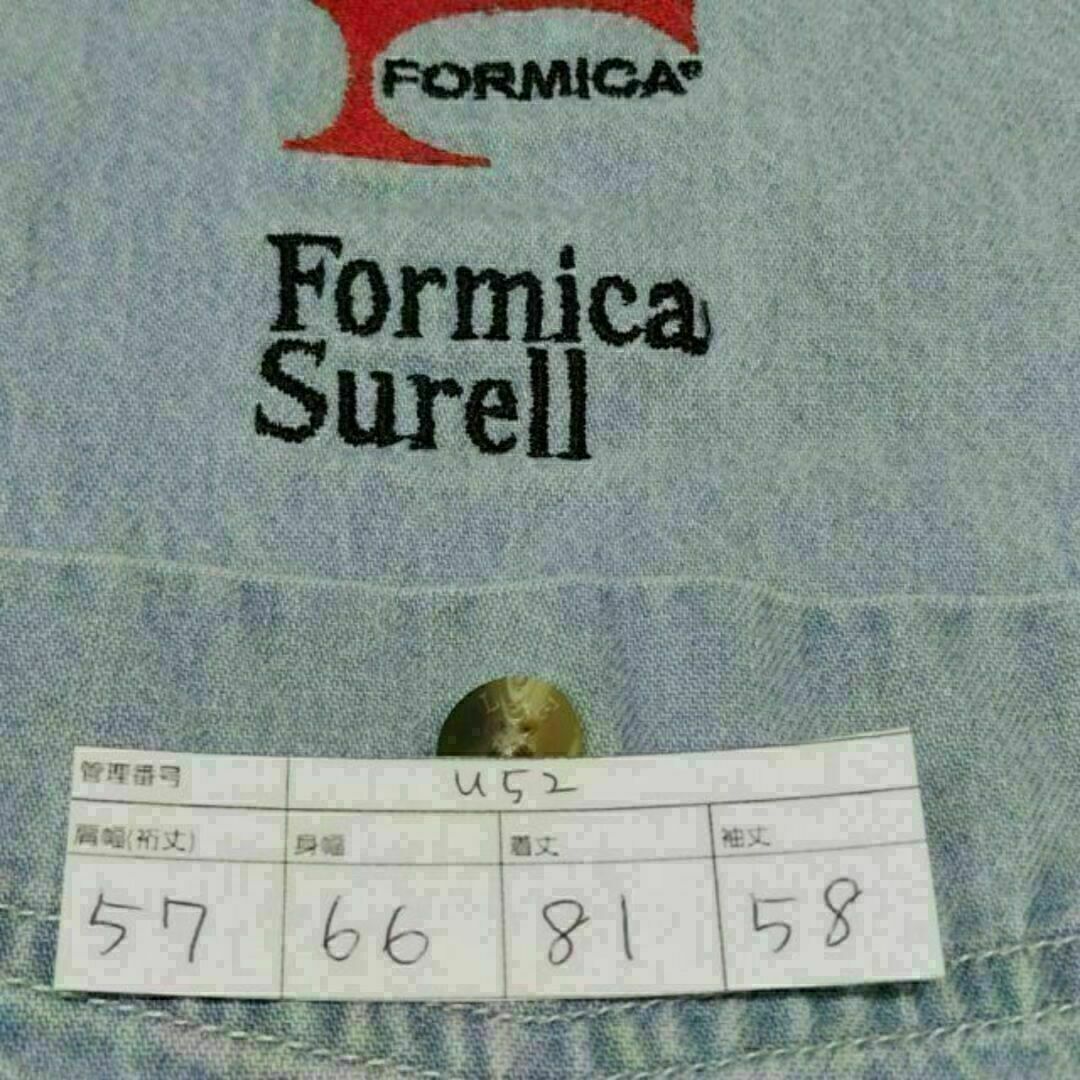 FORMICA®
Formica
Surell
管理番号 U52
肩幅(裄丈) 身幅 着丈 袖丈
57 66 81 58